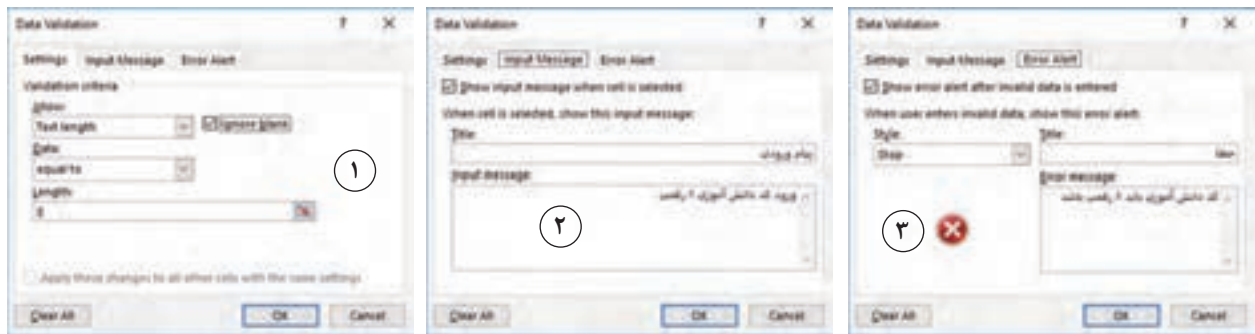 Data Validation ? ×
Settings Input Message Error Alert
Validation criteria
Allow:
Text length Ignore blank
Data:
equal to
Length:
۱
Apply these changes to all other cells with the same settings
Clear All OK Cancel
Data Validation ? ×
Settings Input Message Error Alert
Show input message when cell is selected
When cell is selected, show this input message:
Title:
پیام ورودی
Input message:
ورود کد دانش آموزی ۸ رقمی
۲
Clear All OK Cancel
Data Validation ? ×
Settings Input Message Error Alert
Show error alert after invalid data is entered
When user enters invalid data, show this error alert:
Style: Title:
Stop خطا
Error message:
کد دانش آموزی باید ۸ رقمی باشد
۳
Clear All OK Cancel